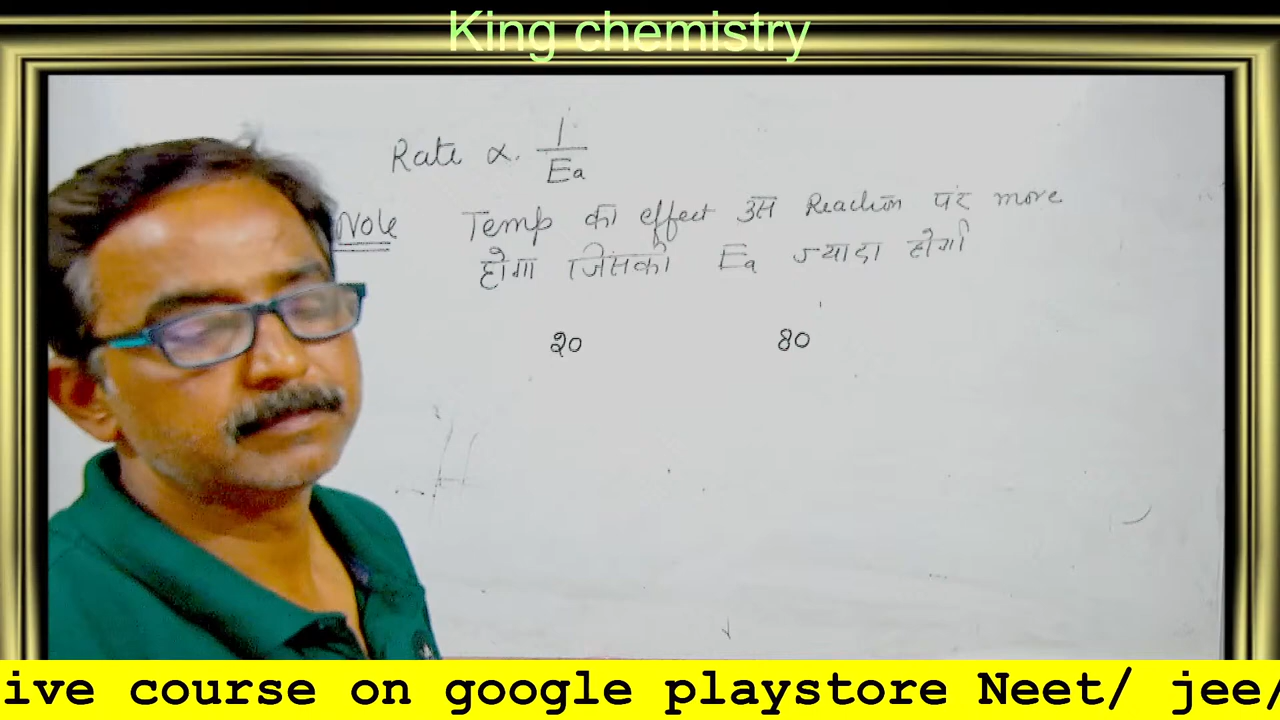 King chemistry
Rate ∝. 1/Ea
Note Temp का effect उस Reaction पर more
होगा जिसकी Ea ज्यादा होगी
20 80
ive course on google playstore Neet/ jee/